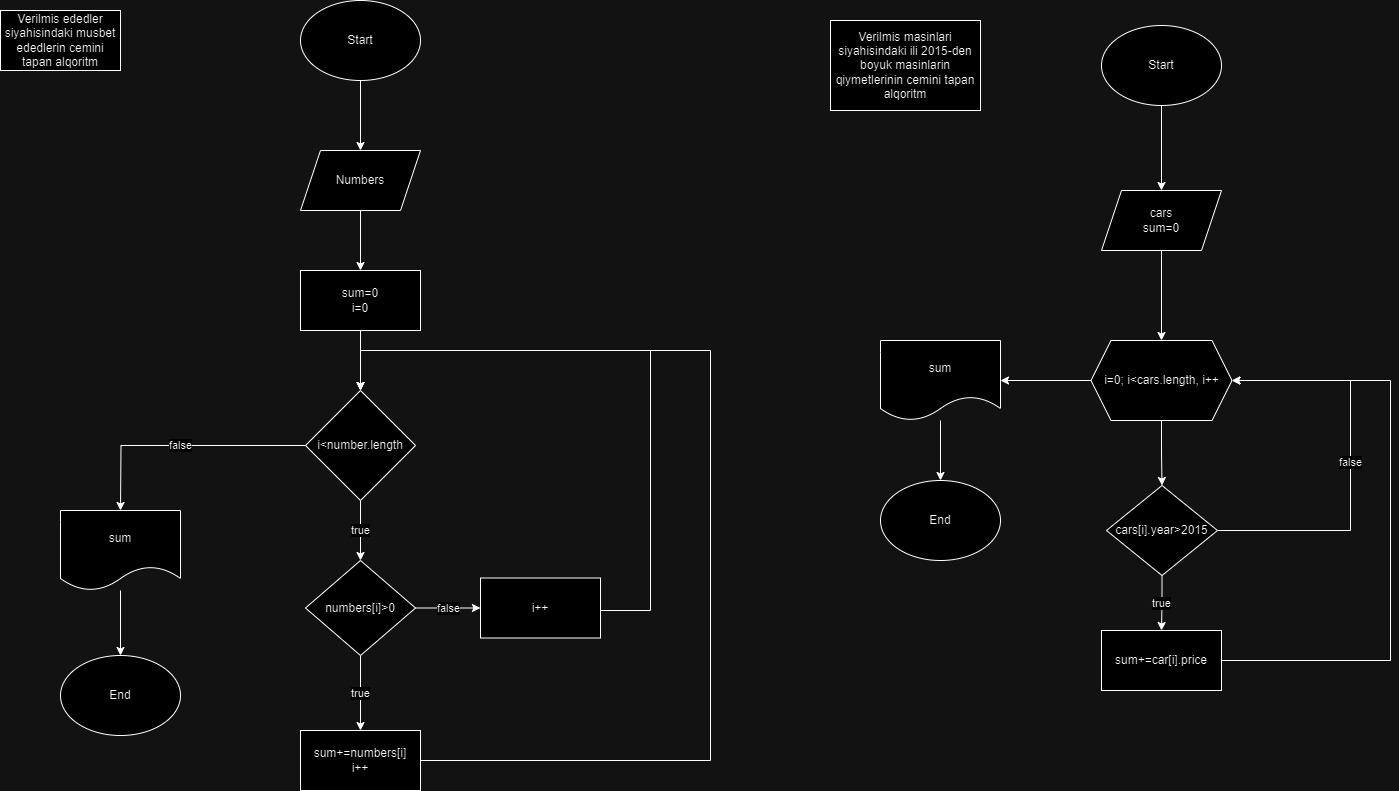 Verilmis ededler
siyahisindaki musbet
ededlerin cemini
tapan alqoritm
Start
Numbers
sum=0
i=0
i<number.length
false
true
sum
End
numbers[i]>0
false
i++
true
sum+=numbers[i]
i++
Verilmis masinlari
siyahisindaki ili 2015-den
boyuk masinlarin
qiymetlerinin cemini tapan
alqoritm
Start
cars
sum=0
i=0; i<cars.length, i++
sum
End
false
cars[i].year>2015
true
sum+=car[i].price